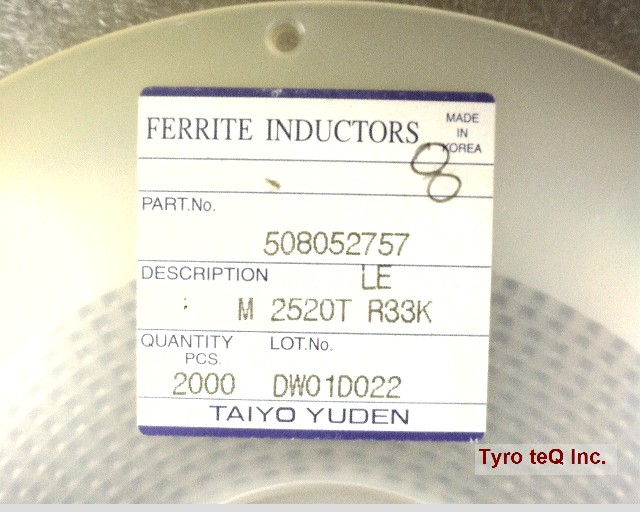 FERRITE INDUCTORS
MADE
IN
KOREA
8
PART.No.
508052757
DESCRIPTION
LE
M 2520T R33K
QUANTITY LOT.No.
PCS.
2000 DW01D022
TAIYO YUDEN
Tyro teQ Inc.